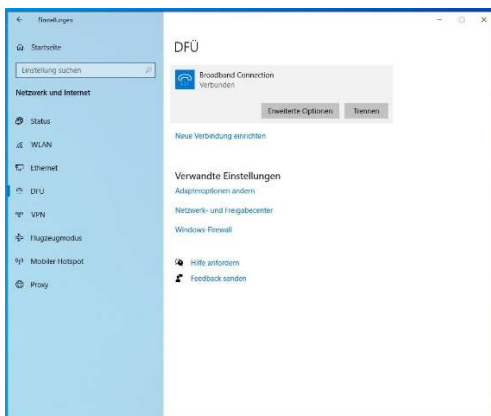 Einstellungen
Startseite
Einstellung suchen
Netzwerk und Internet
Status
WLAN
Ethernet
DFÜ
VPN
Flugzeugmodus
Mobiler Hotspot
Proxy
DFÜ
Broadband Connection
Verbunden
Erweiterte Optionen Trennen
Neue Verbindung einrichten
Verwandte Einstellungen
Adapteroptionen ändern
Netzwerk- und Freigabecenter
Windows-Firewall
Hilfe anfordern
Feedback senden